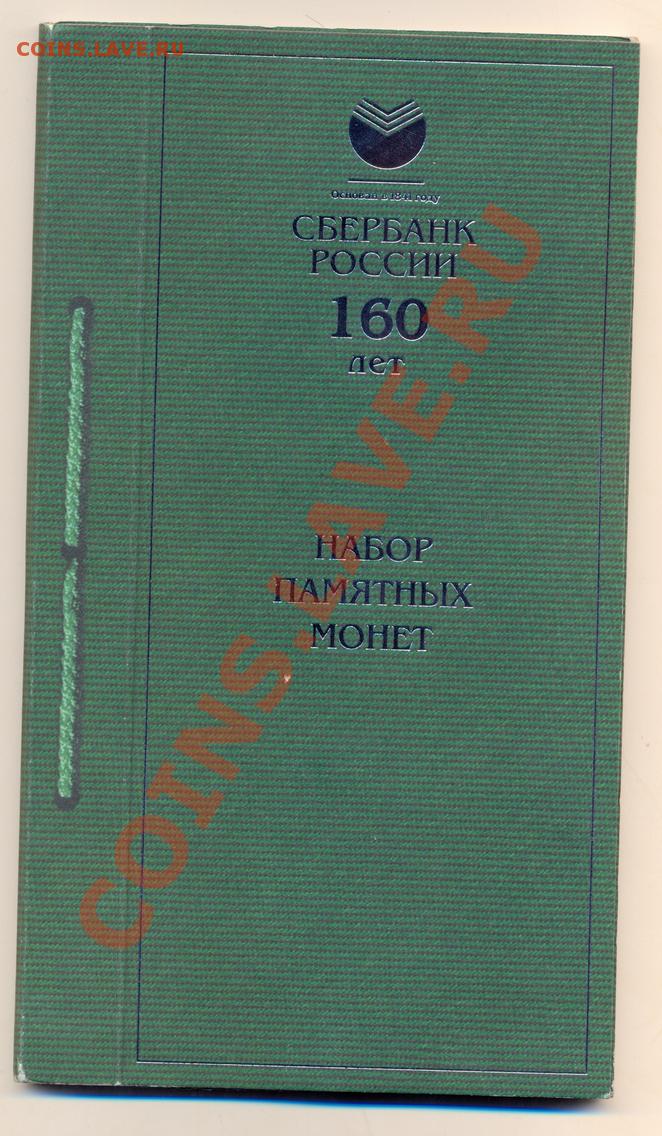 COINS.LAVE.RU
Основан в 1841 году
СБЕРБАНК
РОССИИ
160
лет
НАБОР
ПАМЯТНЫХ
МОНЕТ
COINS.LAVE.RU